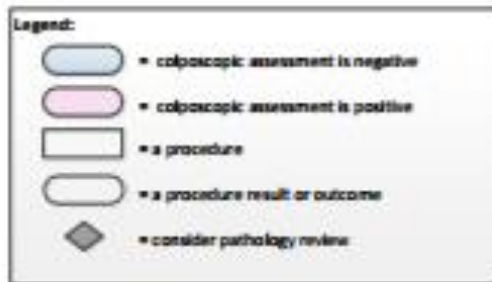 Legend:
= colposcopic assessment is negative
= colposcopic assessment is positive
= a procedure
= a procedure result or outcome
= consider pathology review